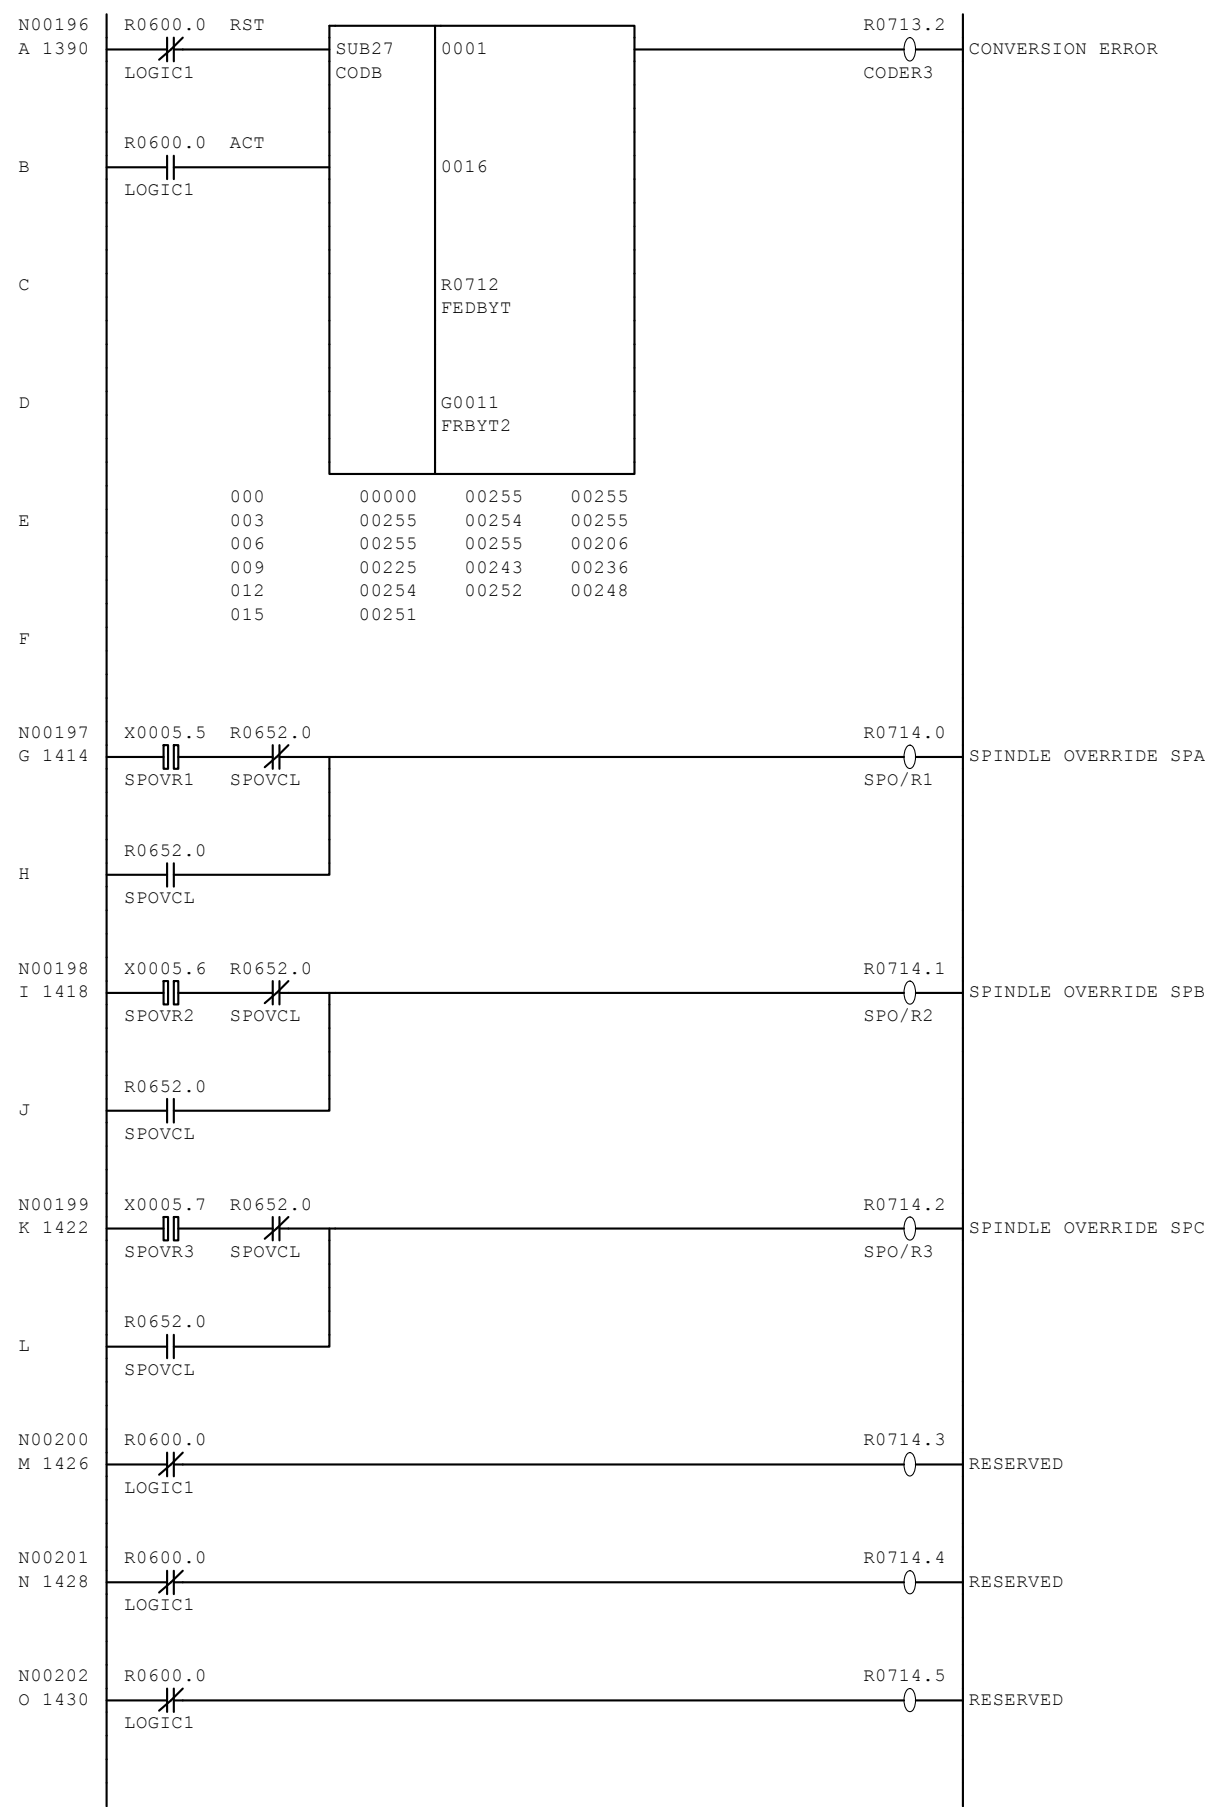 N00196 R0600.0 RST R0713.2
A 1390 SUB27 0001 CONVERSION ERROR
LOGIC1 CODB CODER3
R0600.0 ACT
B 0016
LOGIC1
C R0712
FEDBYT
D G0011
FRBYT2
000 00000 00255 00255
E 003 00255 00254 00255
006 00255 00255 00206
009 00225 00243 00236
012 00254 00252 00248
015 00251
F
N00197 X0005.5 R0652.0 R0714.0
G 1414 SPINDLE OVERRIDE SPA
SPOVR1 SPOVCL SPO/R1
R0652.0
H
SPOVCL
N00198 X0005.6 R0652.0 R0714.1
I 1418 SPINDLE OVERRIDE SPB
SPOVR2 SPOVCL SPO/R2
R0652.0
J
SPOVCL
N00199 X0005.7 R0652.0 R0714.2
K 1422 SPINDLE OVERRIDE SPC
SPOVR3 SPOVCL SPO/R3
R0652.0
L
SPOVCL
N00200 R0600.0 R0714.3
M 1426 RESERVED
LOGIC1
N00201 R0600.0 R0714.4
N 1428 RESERVED
LOGIC1
N00202 R0600.0 R0714.5
O 1430 RESERVED
LOGIC1